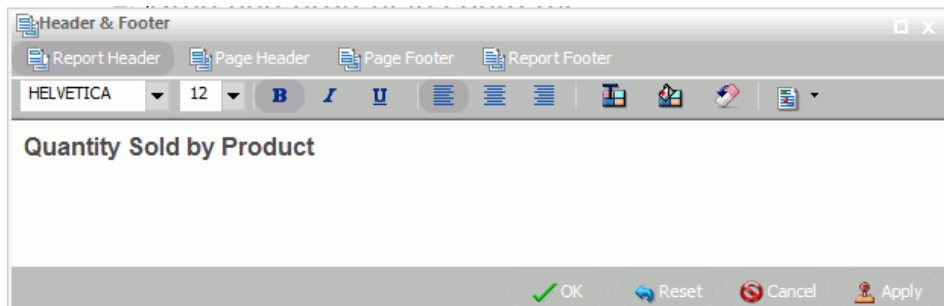 Header & Footer
Report Header Page Header Page Footer Report Footer
HELVETICA 12 B I U
Quantity Sold by Product
OK Reset Cancel Apply